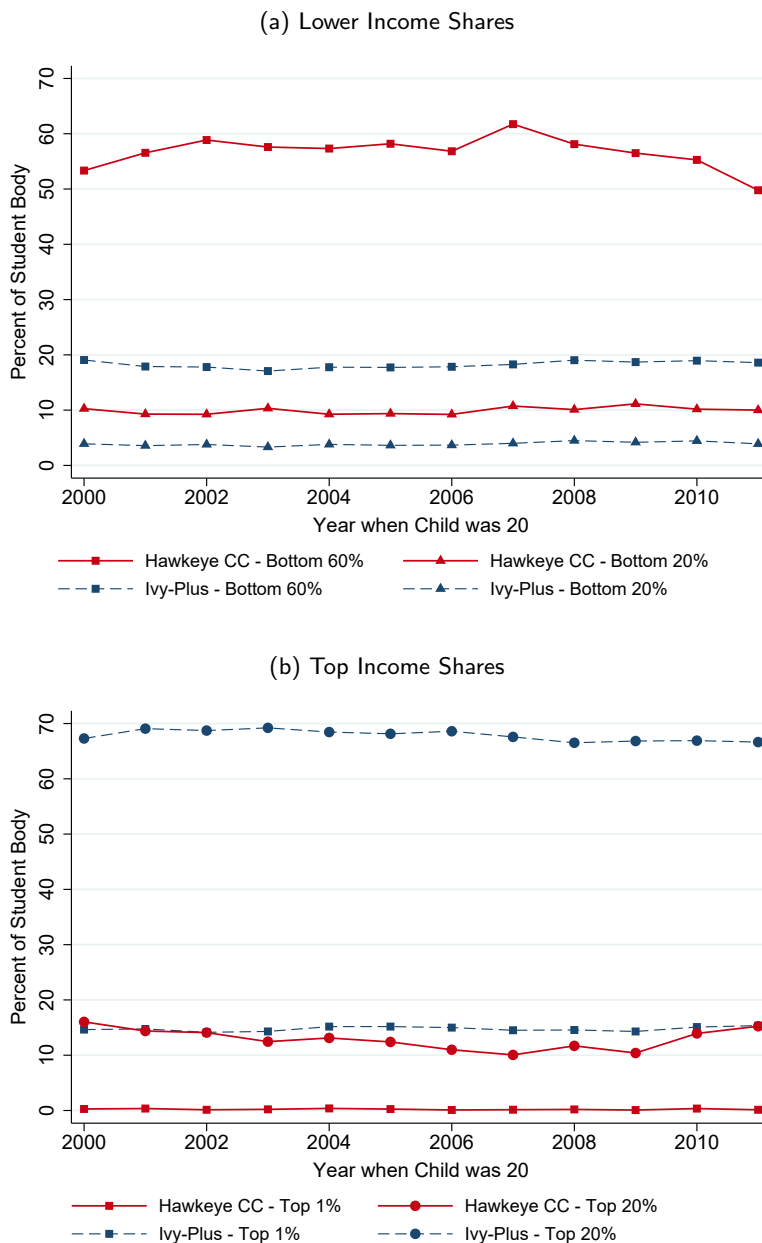 (a) Lower Income Shares
Percent of Student Body
70
60
50
40
30
20
10
0
2000 2002 2004 2006 2008 2010
Year when Child was 20
Hawkeye CC - Bottom 60% Hawkeye CC - Bottom 20%
Ivy-Plus - Bottom 60% Ivy-Plus - Bottom 20%
(b) Top Income Shares
Percent of Student Body
70
60
50
40
30
20
10
0
2000 2002 2004 2006 2008 2010
Year when Child was 20
Hawkeye CC - Top 1% Hawkeye CC - Top 20%
Ivy-Plus - Top 1% Ivy-Plus - Top 20%